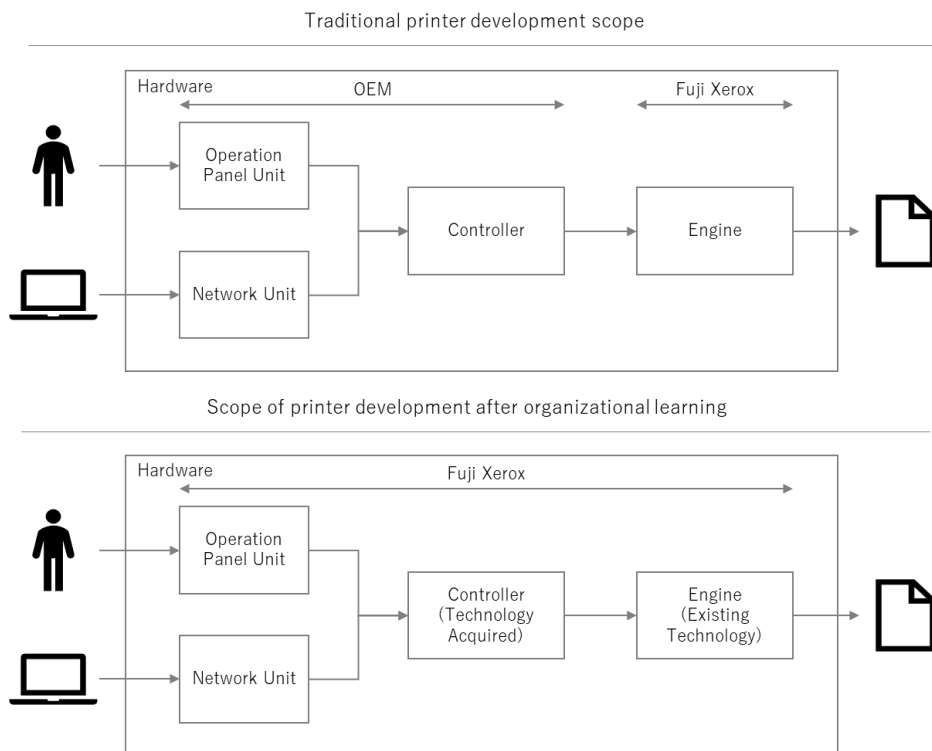 Traditional printer development scope
Hardware
OEM
Fuji Xerox
Operation
Panel Unit
Controller
Engine
Network Unit
Scope of printer development after organizational learning
Hardware
Fuji Xerox
Operation
Panel Unit
Controller
(Technology
Acquired)
Engine
(Existing
Technology)
Network Unit